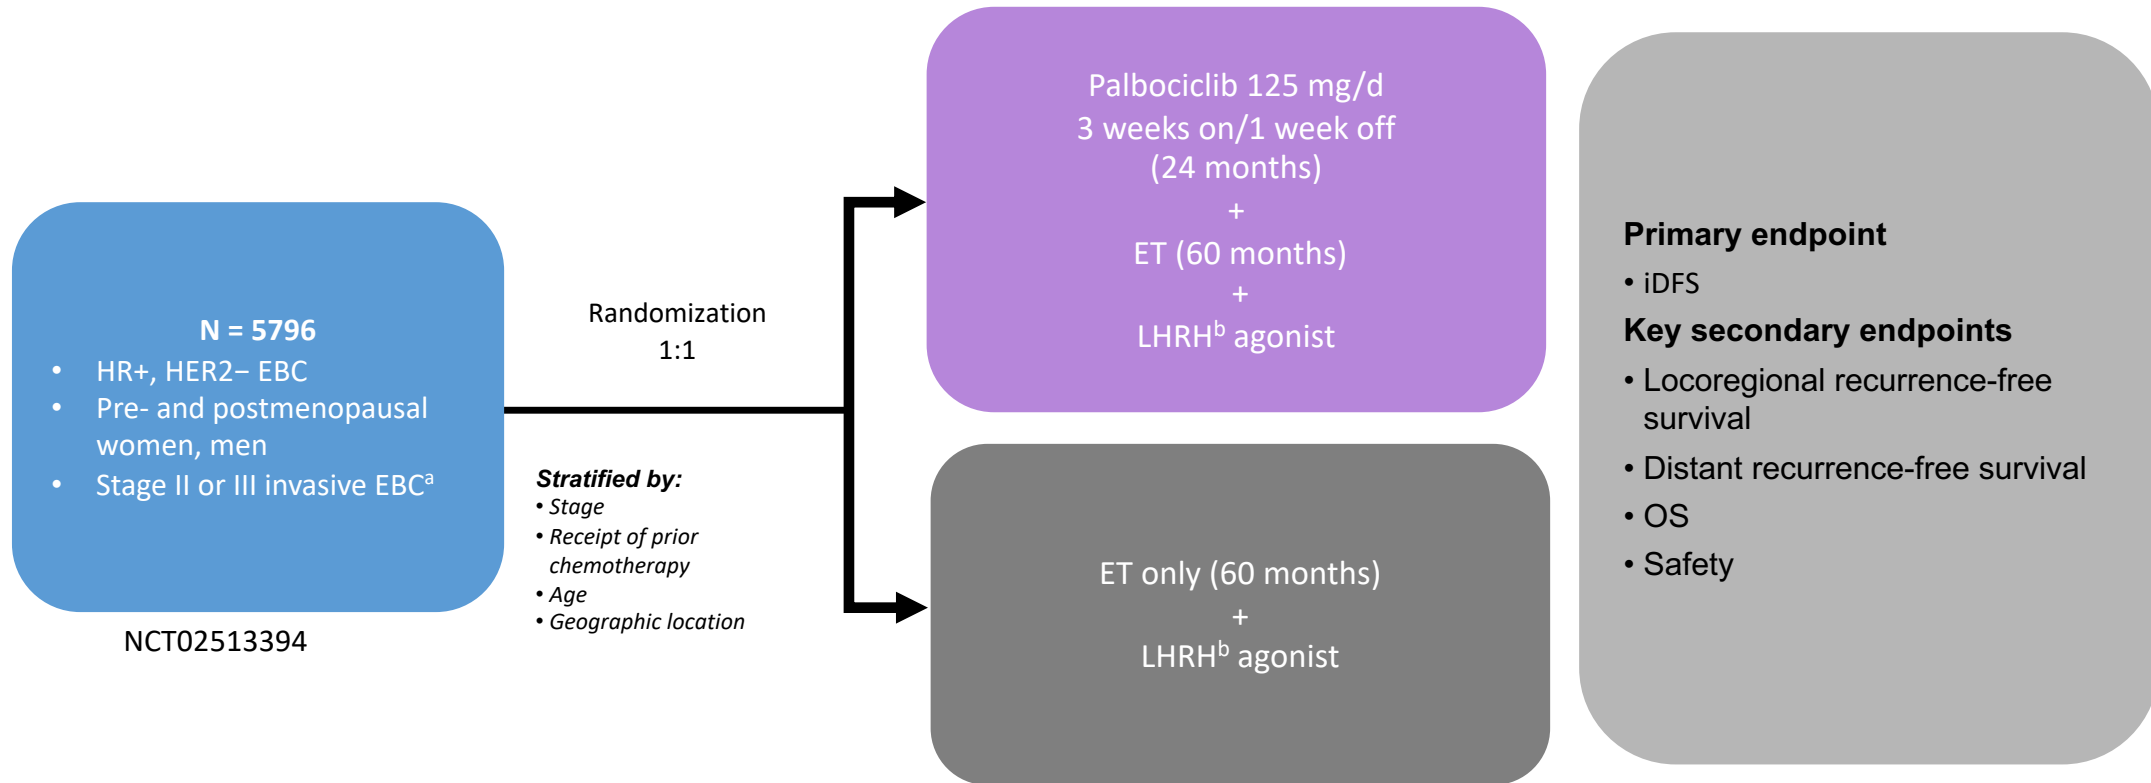 N = 5796
• HR+, HER2− EBC
• Pre- and postmenopausal
women, men
• Stage II or III invasive EBCᵃ
NCT02513394
Randomization
1:1
Stratified by:
• Stage
• Receipt of prior
chemotherapy
• Age
• Geographic location
Palbociclib 125 mg/d
3 weeks on/1 week off
(24 months)
+
ET (60 months)
+
LHRHᵇ agonist
ET only (60 months)
+
LHRHᵇ agonist
Primary endpoint
• iDFS
Key secondary endpoints
• Locoregional recurrence-free
survival
• Distant recurrence-free survival
• OS
• Safety